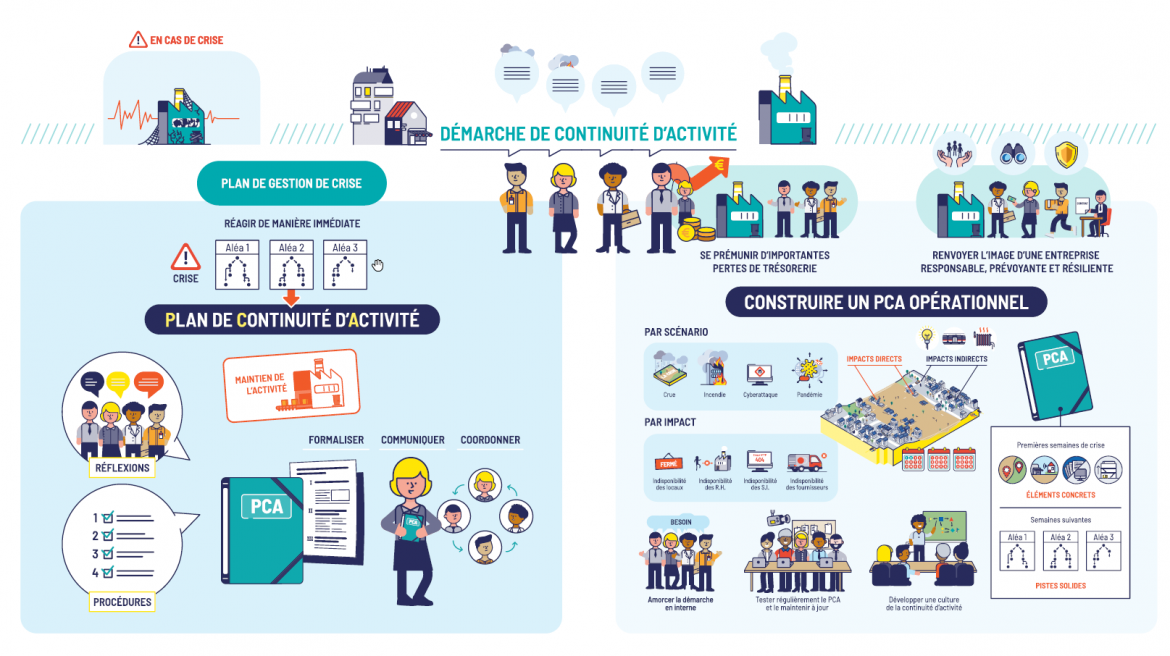 EN CAS DE CRISE
DÉMARCHE DE CONTINUITÉ D'ACTIVITÉ
PLAN DE GESTION DE CRISE
RÉAGIR DE MANIÈRE IMMÉDIATE
Aléa 1
Aléa 2
Aléa 3
CRISE
PLAN DE CONTINUITÉ D'ACTIVITÉ
MAINTIEN DE
L'ACTIVITÉ
RÉFLEXIONS
1
2
3
4
PROCÉDURES
FORMALISER
COMMUNIQUER
COORDONNER
PCA
PCA
€
SE PRÉMUNIR D'IMPORTANTES
PERTES DE TRÉSORERIE
RENVOYER L'IMAGE D'UNE ENTREPRISE
RESPONSABLE, PRÉVOYANTE ET RÉSILIENTE
CONSTRUIRE UN PCA OPÉRATIONNEL
PAR SCÉNARIO
Crue
Incendie
Cyberattaque
Pandémie
IMPACTS DIRECTS
IMPACTS INDIRECTS
PAR IMPACT
FERMÉ
404
Indisponibilité
des locaux
Indisponibilité
des R.H.
Indisponibilité
des S.I.
Indisponibilité
des fournisseurs
BESOIN
Amorcer la démarche
en interne
Tester régulièrement le PCA
et le maintenir à jour
Développer une culture
de la continuité d'activité
PCA
Premières semaines de crise
ÉLÉMENTS CONCRETS
Semaines suivantes
Aléa 1
Aléa 2
Aléa 3
PISTES SOLIDES